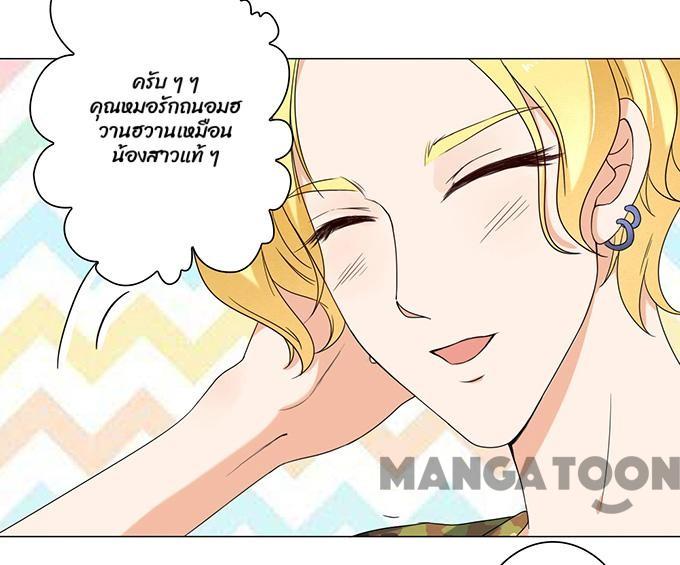 ครับ ๆ ๆ
คุณหมอรักถนอมฮ
วานฮวานเหมือน
น้องสาวแท้ ๆ
MANGATOON